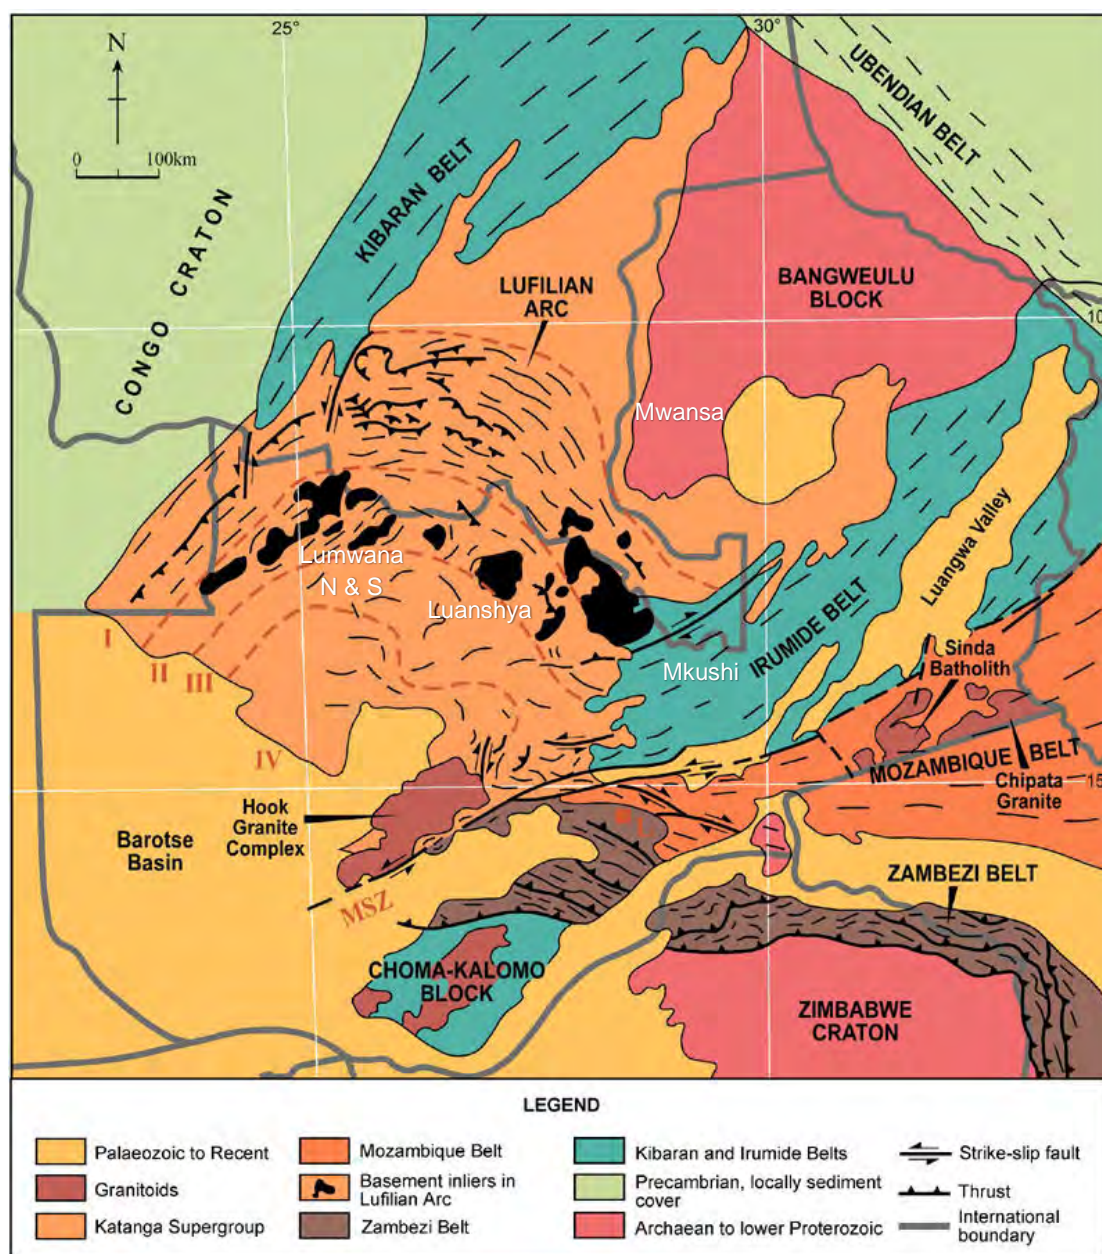 25°
30°
N
0 100km
UBENDIAN BELT
KIBARAN BELT
CONGO CRATON
LUFILIAN
ARC
BANGWEULU
BLOCK
10
Mwansa
Lumwana
N & S
Luanshya
Luangwa Valley
IRUMIDE BELT
Mkushi
Sinda
Batholith
I
II
III
IV
MOZAMBIQUE BELT
Chipata
Granite
15
Hook
Granite
Complex
Barotse
Basin
MSZ
ZAMBEZI BELT
CHOMA-KALOMO
BLOCK
ZIMBABWE
CRATON
LEGEND
Palaeozoic to Recent
Granitoids
Katanga Supergroup
Mozambique Belt
Basement inliers in
Lufilian Arc
Zambezi Belt
Kibaran and Irumide Belts
Precambrian, locally sediment
cover
Archaean to lower Proterozoic
Strike-slip fault
Thrust
International
boundary